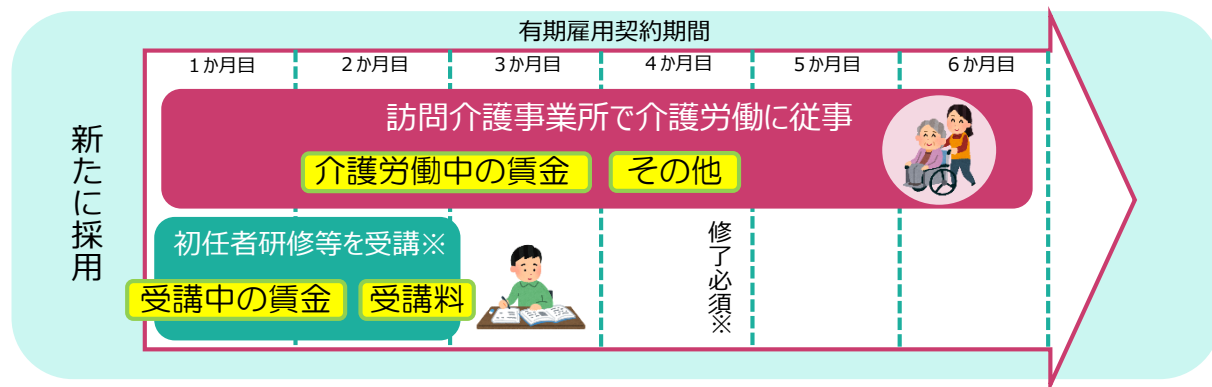 有期雇用契約期間
1か月目
2か月目
3か月目
4か月目
5か月目
6か月目
新たに採用
訪問介護事業所で介護労働に従事
介護労働中の賃金
その他
初任者研修等を受講※
受講中の賃金
受講料
修了必須※